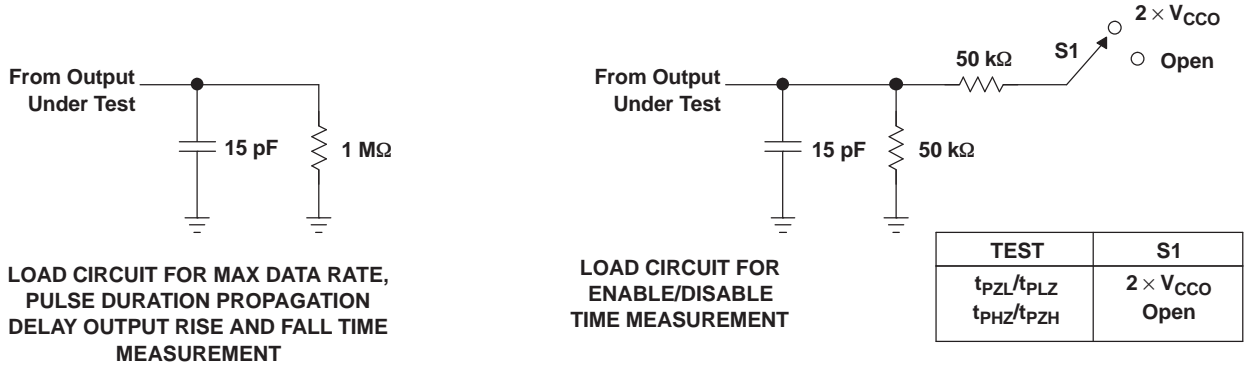 From Output
Under Test
15 pF
1 MΩ
LOAD CIRCUIT FOR MAX DATA RATE,
PULSE DURATION PROPAGATION
DELAY OUTPUT RISE AND FALL TIME
MEASUREMENT
From Output
Under Test
15 pF
50 kΩ
50 kΩ
S1
2 × VCCO
Open
LOAD CIRCUIT FOR
ENABLE/DISABLE
TIME MEASUREMENT
TEST S1
tPZL/tPLZ 2 × VCCO
tPHZ/tPZH Open